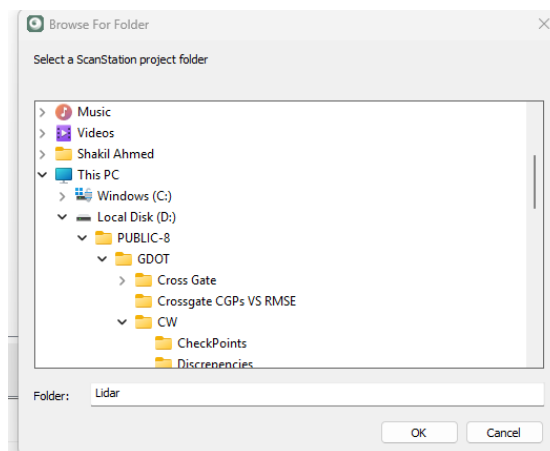 Browse For Folder
Select a ScanStation project folder
Music
Videos
Shakil Ahmed
This PC
Windows (C:)
Local Disk (D:)
PUBLIC-8
GDOT
Cross Gate
Crossgate CGPs VS RMSE
CW
CheckPoints
Discrepencies
Folder: Lidar
OK Cancel